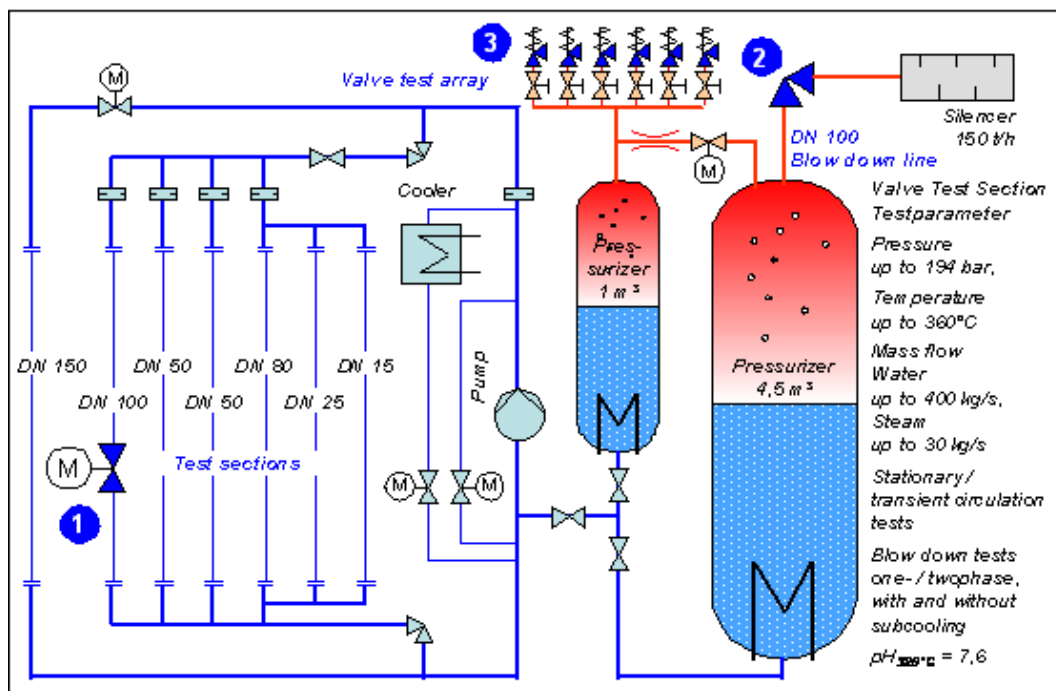 3
2
M
Valve test array
Silencer
150 t/h
DN 100
Blow down line
M
Cooler
Valve Test Section
Testparameter
Pres-
surizer
1 m³
Pressure
up to 194 bar,
Temperature
up to 360°C
DN 150
DN 50
DN 80
DN 15
Pump
Pressurizer
4,5 m³
Mass flow
Water
up to 400 kg/s,
Steam
up to 30 kg/s
DN 100
DN 50
DN 25
M
Test sections
M
M
1
Stationary/
transient circulation
tests
Blow down tests
one-/twophase,
with and without
subcooling
pH = 7,6